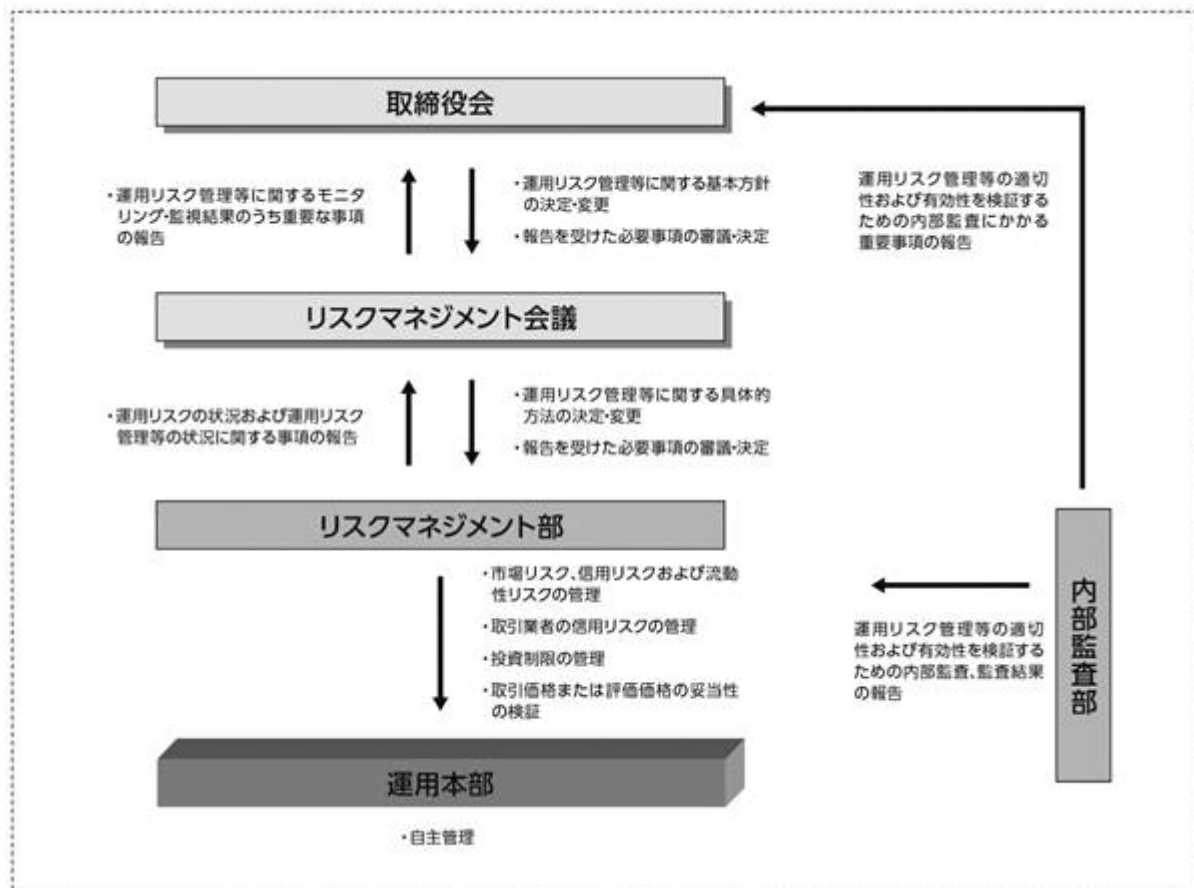 取締役会
・運用リスク管理等に関するモニタ
リング・監視結果のうち重要な事項
の報告
・運用リスク管理等に関する基本方針
の決定・変更
・報告を受けた必要事項の審議・決定
運用リスク管理等の適切
性および有効性を検証す
るための内部監査にかかる
重要事項の報告
リスクマネジメント会議
・運用リスクの状況および運用リスク
管理等の状況に関する事項の報告
・運用リスク管理等に関する具体的
方法の決定・変更
・報告を受けた必要事項の審議・決定
リスクマネジメント部
・市場リスク、信用リスクおよび流動
性リスクの管理
・取引業者の信用リスクの管理
・投資制限の管理
・取引価格または評価価格の妥当性
の検証
運用リスク管理等の適切
性および有効性を検証する
ための内部監査、監査結果
の報告
内部監査部
運用本部
・自主管理